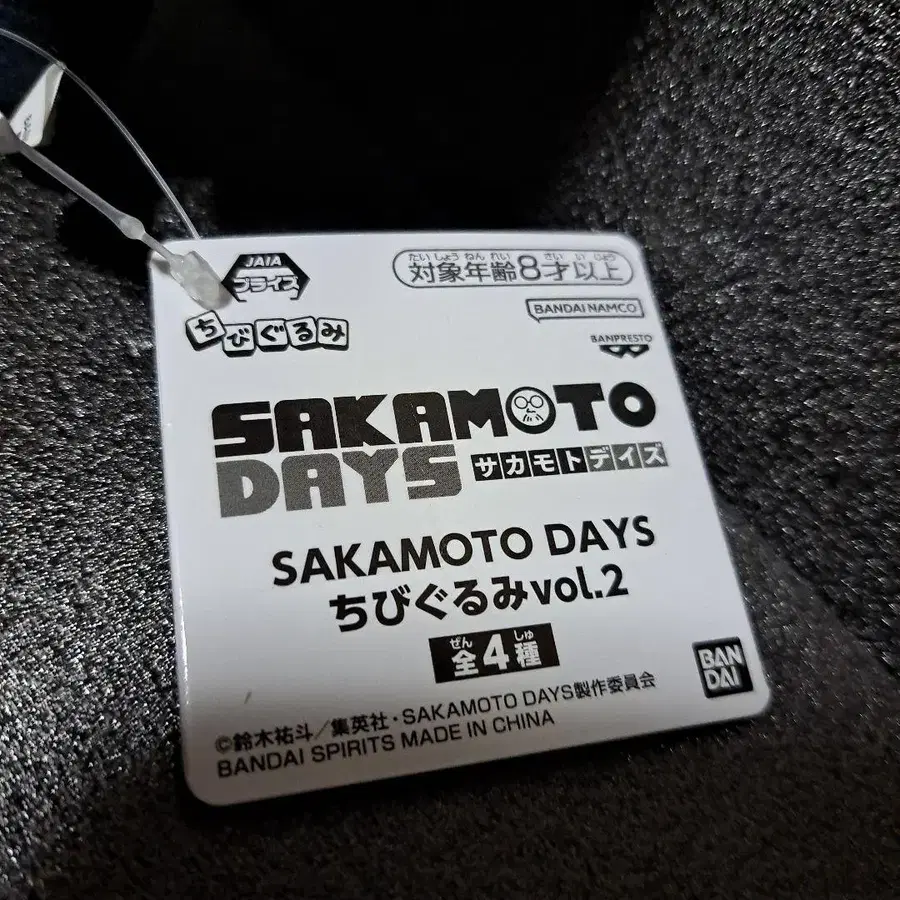 JAIA
プライズ
たいしょうねんれい さいいじょう
対象年齢8才以上
ちびぐるみ
BANDAI NAMCO
BANPRESTO
SAKAMOTO
DAYS サカモトデイズ
SAKAMOTO DAYS
ちびぐるみvol.2
ぜん しゅ
全4種
BAN
DAI
©鈴木祐斗/集英社・SAKAMOTO DAYS製作委員会
BANDAI SPIRITS MADE IN CHINA